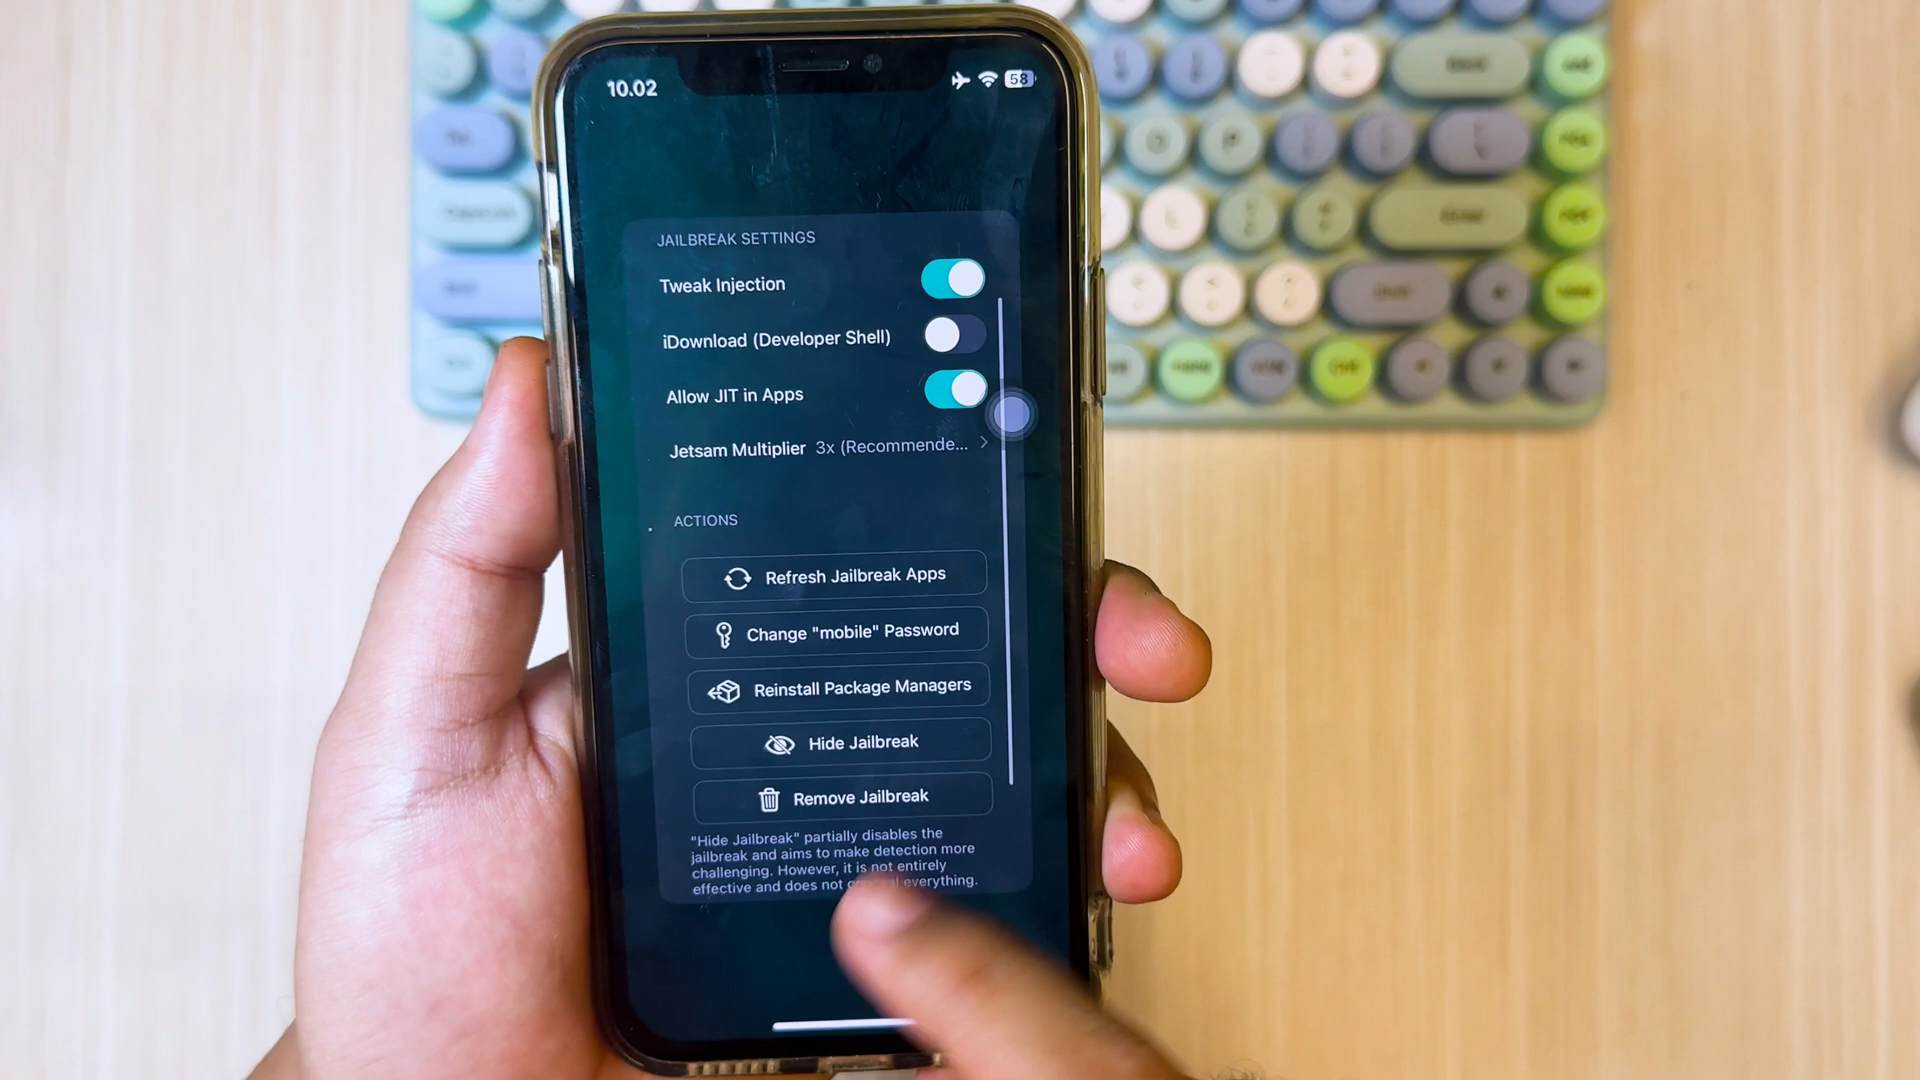 10.02
58
JAILBREAK SETTINGS
Tweak Injection
iDownload (Developer Shell)
Allow JIT in Apps
Jetsam Multiplier 3x (Recommende...
ACTIONS
Refresh Jailbreak Apps
Change "mobile" Password
Reinstall Package Managers
Hide Jailbreak
Remove Jailbreak
"Hide Jailbreak" partially disables the
jailbreak and aims to make detection more
challenging. However, it is not entirely
effective and does not everything.
O
P
L